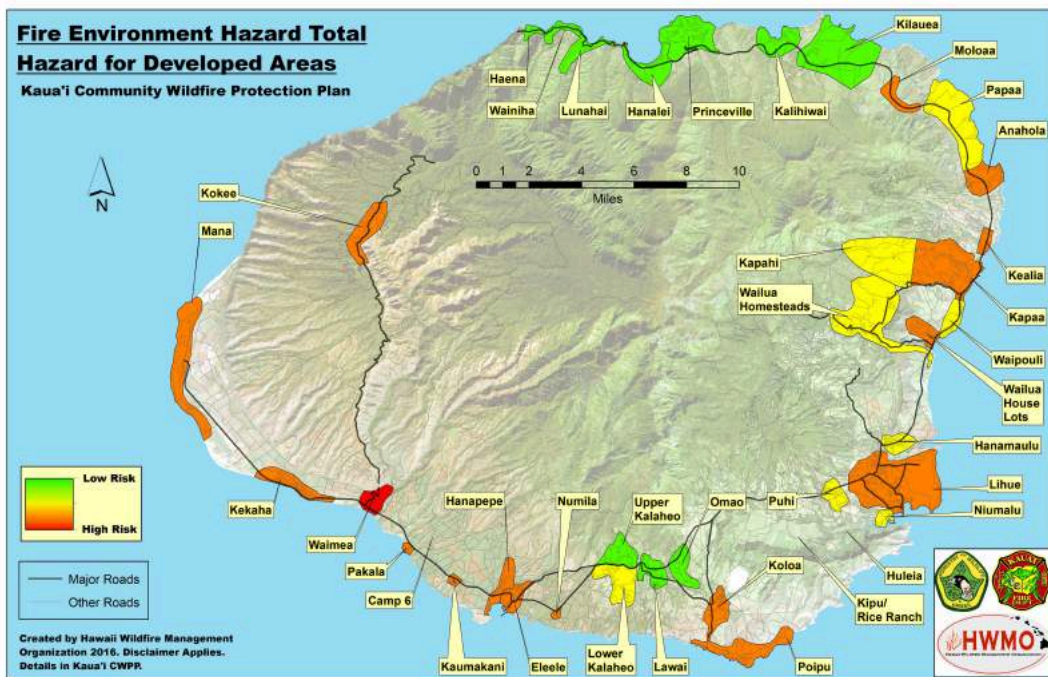 Fire Environment Hazard Total
Hazard for Developed Areas
Kaua'i Community Wildfire Protection Plan
N
0 2 4 6 8 10
Miles
Haena
Wainiha
Lunahai
Hanalei
Princeville
Kalihiwai
Kilauea
Moloaa
Papaa
Anahola
Kokee
Mana
Kapahi
Wailua
Homesteads
Kealia
Kapaa
Waipouli
Wailua
House
Lots
Hanamaulu
Lihue
Niumalu
Puhi
Omao
Upper
Kalaheo
Numila
Hanapepe
Kekaha
Waimea
Pakala
Camp 6
Kaumakani
Eleele
Lower
Kalaheo
Lawai
Koloa
Poipu
Kipu/
Rice Ranch
Huleia
Low Risk
High Risk
Major Roads
Other Roads
Created by Hawaii Wildfire Management
Organization 2016. Disclaimer Applies.
Details in Kaua'i CWPP.
KAUAI
FIRE
DEPT
HWMO